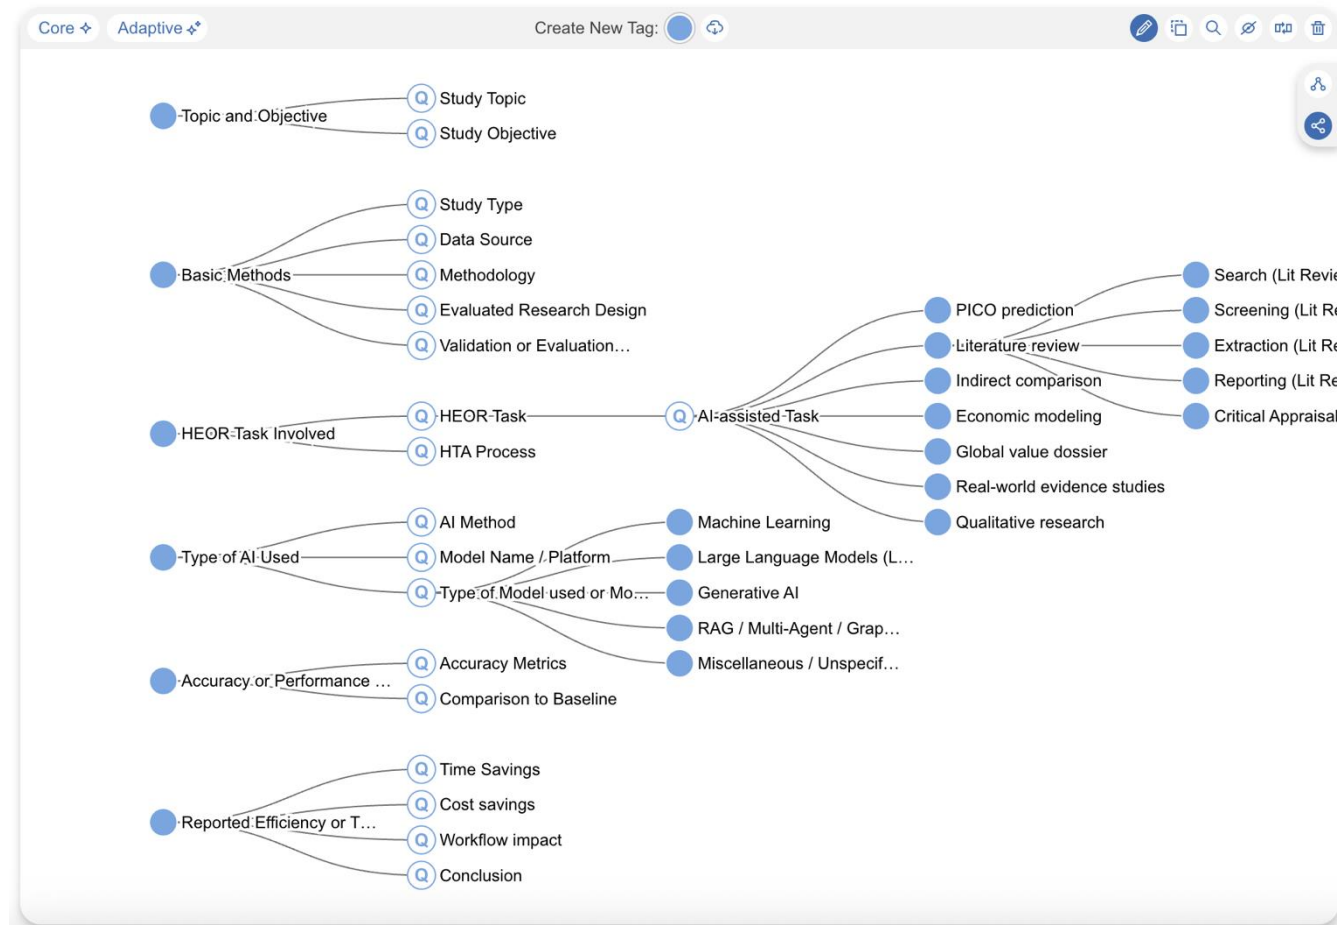 Core
Adaptive
Create New Tag:
Topic and Objective
Q Study Topic
Q Study Objective
Basic Methods
Q Study Type
Q Data Source
Q Methodology
Q Evaluated Research Design
Q Validation or Evaluation…
HEOR Task Involved
Q HEOR Task
Q HTA Process
Q AI-assisted Task
PICO prediction
Literature review
Indirect comparison
Economic modeling
Global value dossier
Real-world evidence studies
Qualitative research
Search (Lit Revie
Screening (Lit Re
Extraction (Lit Re
Reporting (Lit Re
Critical Appraisal
Type of AI Used
Q AI Method
Q Model Name / Platform
Q Type of Model used or Mo…
Machine Learning
Large Language Models (L…
Generative AI
RAG / Multi-Agent / Grap…
Miscellaneous / Unspecif…
Accuracy or Performance …
Q Accuracy Metrics
Q Comparison to Baseline
Reported Efficiency or T…
Q Time Savings
Q Cost savings
Q Workflow impact
Q Conclusion